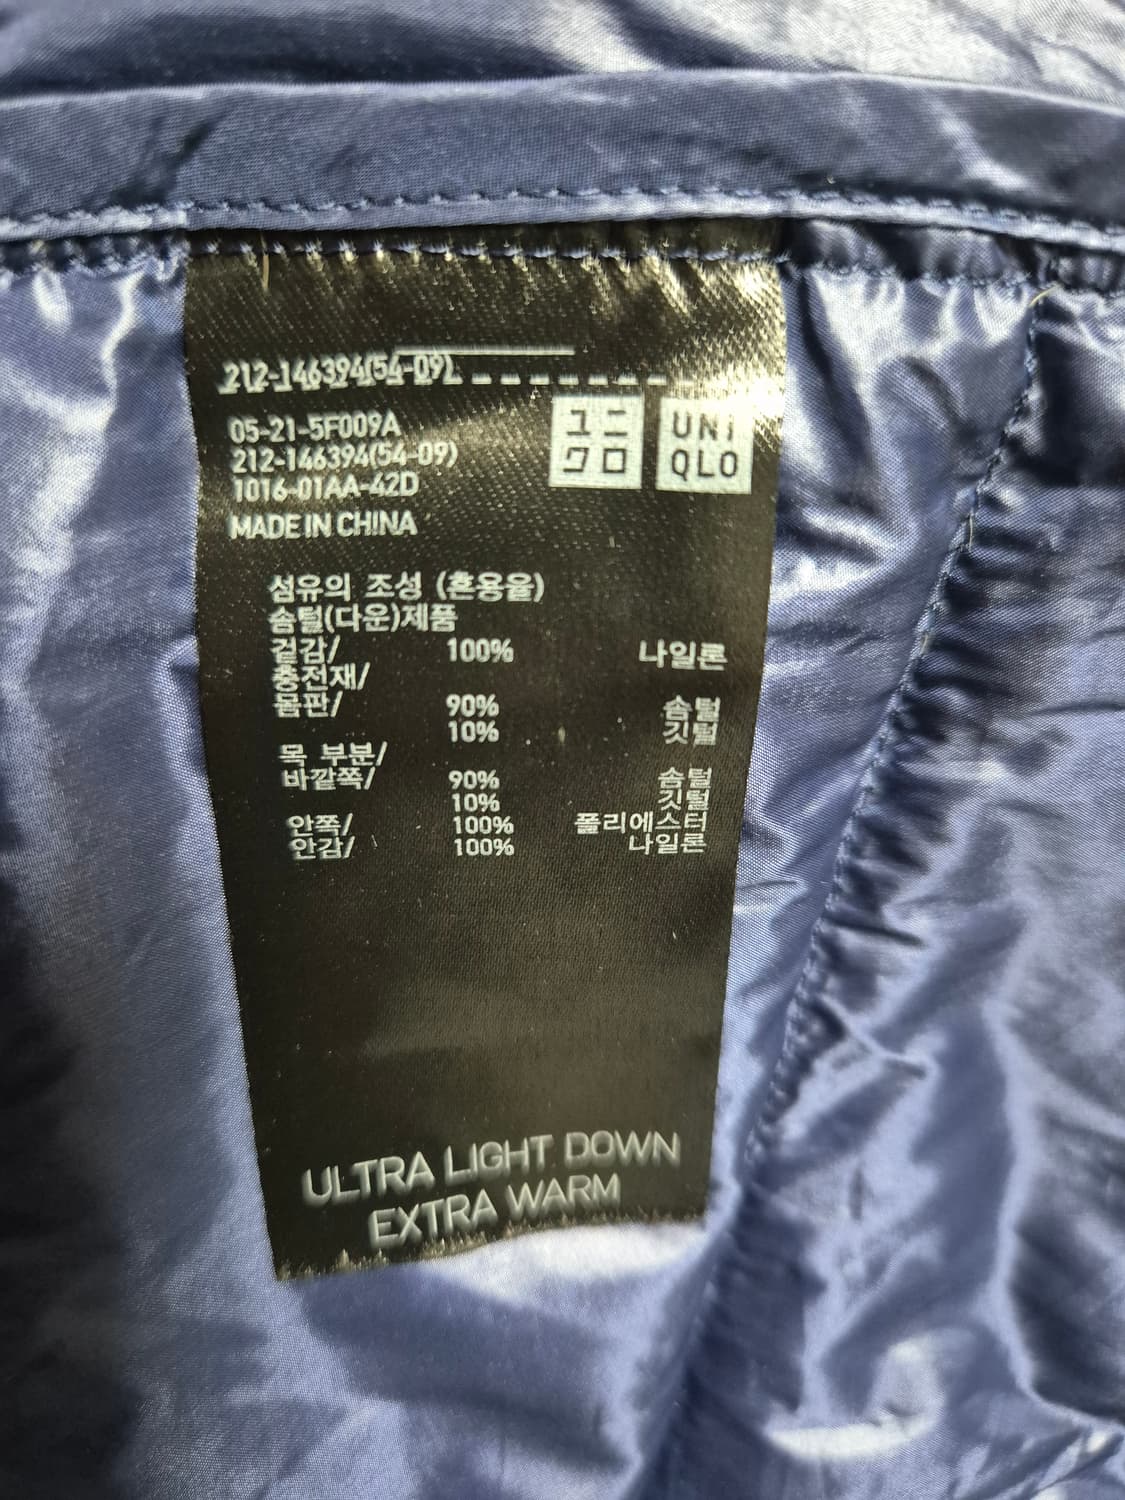 212-146394(54-09)
05-21-5F009A
212-146394(54-09)
1016-01AA-42D
MADE IN CHINA
ユニ
クロ
UNI
QLO
섬유의 조성 (혼용율)
솜털(다운)제품
겉감/ 100% 나일론
충전재/
몸판/ 90% 솜털
10% 깃털
목 부분/
바깥쪽/ 90% 솜털
10% 깃털
안쪽/ 100% 폴리에스터
안감/ 100% 나일론
ULTRA LIGHT DOWN
EXTRA WARM